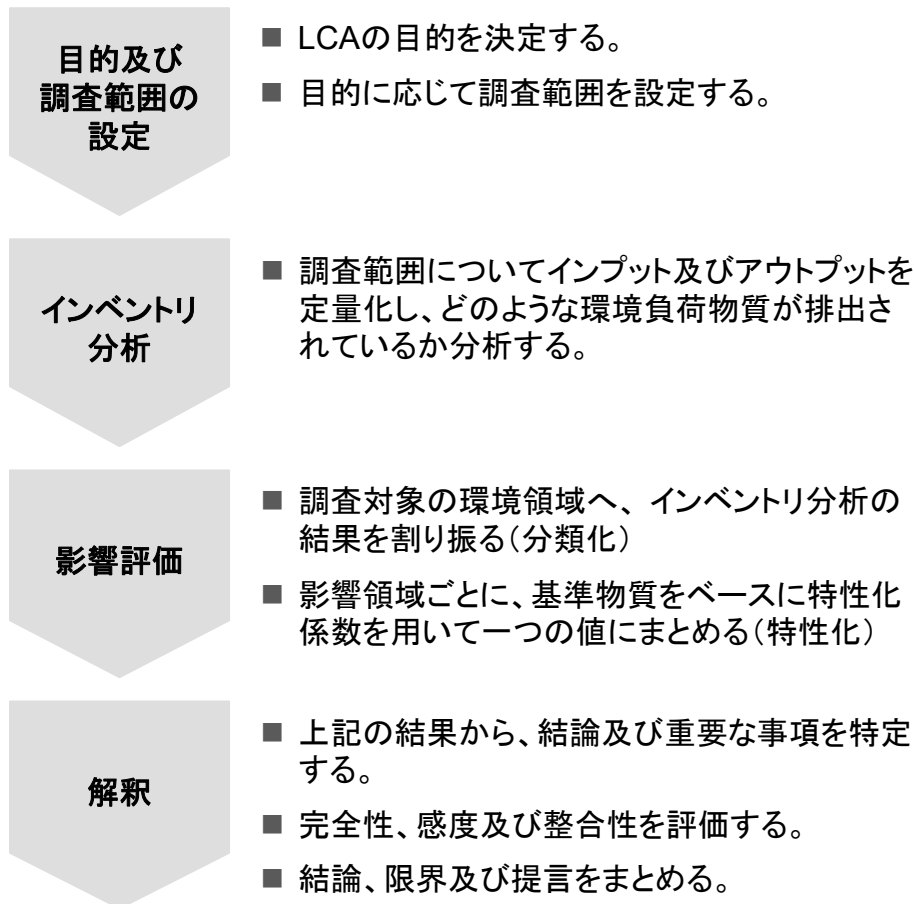 目的及び
調査範囲の
設定
■ LCAの目的を決定する。
■ 目的に応じて調査範囲を設定する。
インベントリ
分析
■ 調査範囲についてインプット及びアウトプットを
定量化し、どのような環境負荷物質が排出さ
れているか分析する。
影響評価
■ 調査対象の環境領域へ、インベントリ分析の
結果を割り振る（分類化）
■ 影響領域ごとに、基準物質をベースに特性化
係数を用いて一つの値にまとめる（特性化）
解釈
■ 上記の結果から、結論及び重要な事項を特定
する。
■ 完全性、感度及び整合性を評価する。
■ 結論、限界及び提言をまとめる。